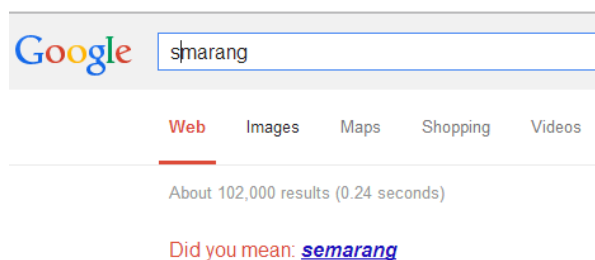 Google smarang
Web Images Maps Shopping Videos
About 102,000 results (0.24 seconds)
Did you mean: semarang